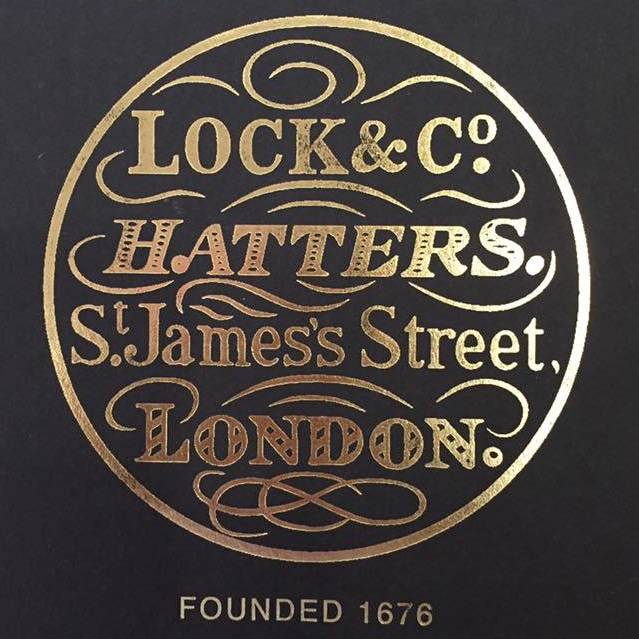 LOCK & Cº.
HATTERS.
Sᵗ. James's Street,
LONDON.
FOUNDED 1676